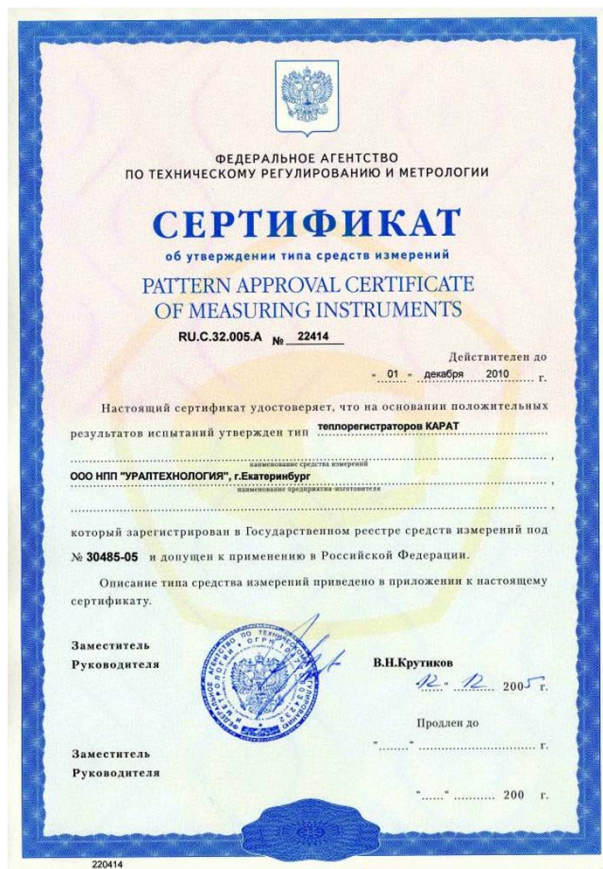 ФЕДЕРАЛЬНОЕ АГЕНТСТВО
ПО ТЕХНИЧЕСКОМУ РЕГУЛИРОВАНИЮ И МЕТРОЛОГИИ
СЕРТИФИКАТ
об утверждении типа средств измерений
PATTERN APPROVAL CERTIFICATE
OF MEASURING INSTRUMENTS
RU.C.32.005.A № 22414
Действителен до
" 01 " декабря 2010 г.
Настоящий сертификат удостоверяет, что на основании положительных
результатов испытаний утвержден тип теплорегистраторов КАРАТ
наименование средства измерений
ООО НПП "УРАЛТЕХНОЛОГИЯ", г.Екатеринбург
наименование предприятия-изготовителя
который зарегистрирован в Государственном реестре средств измерений под
№ 30485-05 и допущен к применению в Российской Федерации.
Описание типа средства измерений приведено в приложении к настоящему
сертификату.
Заместитель
Руководителя
В.Н.Крутиков
12 " 12 2005 г.
Продлен до
"......" г.
Заместитель
Руководителя
"......" 200 г.
220414